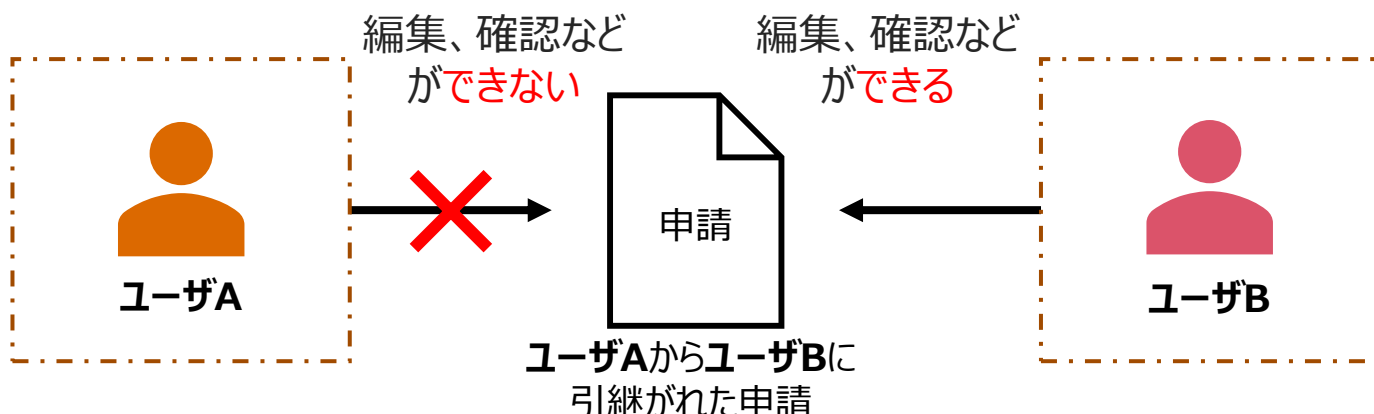 編集、確認など
ができない
編集、確認など
ができる
申請
ユーザA
ユーザB
ユーザAからユーザBに
引継がれた申請